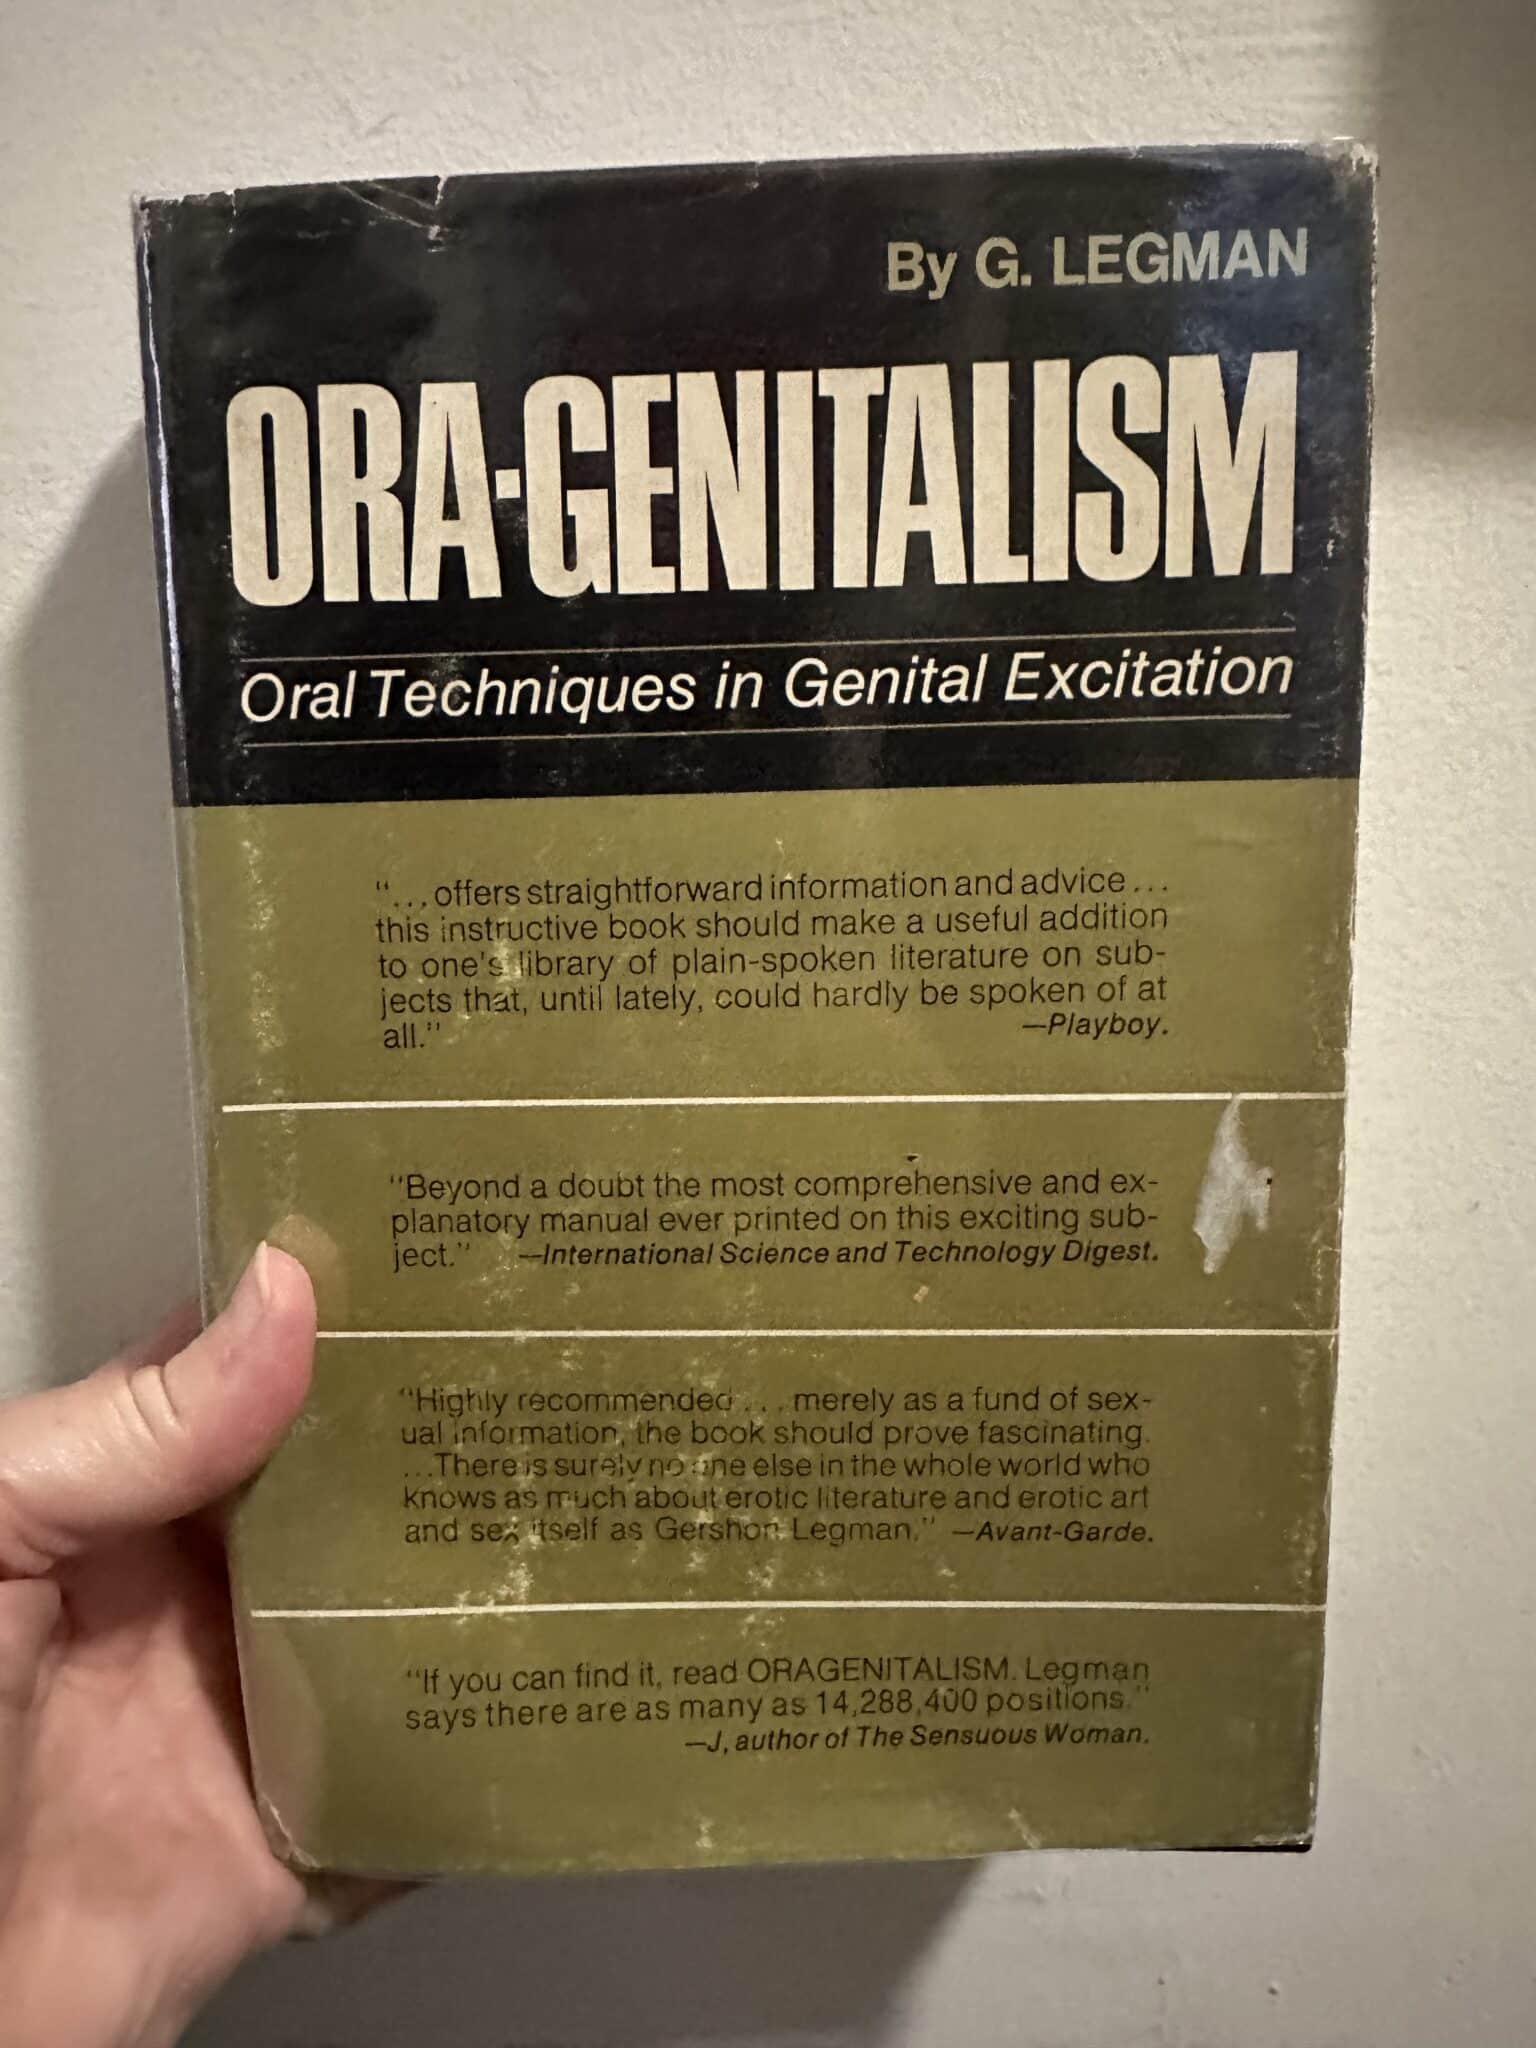 By G. LEGMAN
ORA-GENITALISM
Oral Techniques in Genital Excitation
“...offers straightforward information and advice...
this instructive book should make a useful addition
to one's library of plain-spoken literature on sub-
jects that, until lately, could hardly be spoken of at
all.” —Playboy.
“Beyond a doubt the most comprehensive and ex-
planatory manual ever printed on this exciting sub-
ject.” —International Science and Technology Digest.
“Highly recommended... merely as a fund of sex-
ual information, the book should prove fascinating.
...There is surely no one else in the whole world who
knows as much about erotic literature and erotic art
and sex itself as Gershon Legman.” —Avant-Garde.
“If you can find it, read ORAGENITALISM. Legman
says there are as many as 14,288,400 positions.”
—J, author of The Sensuous Woman.